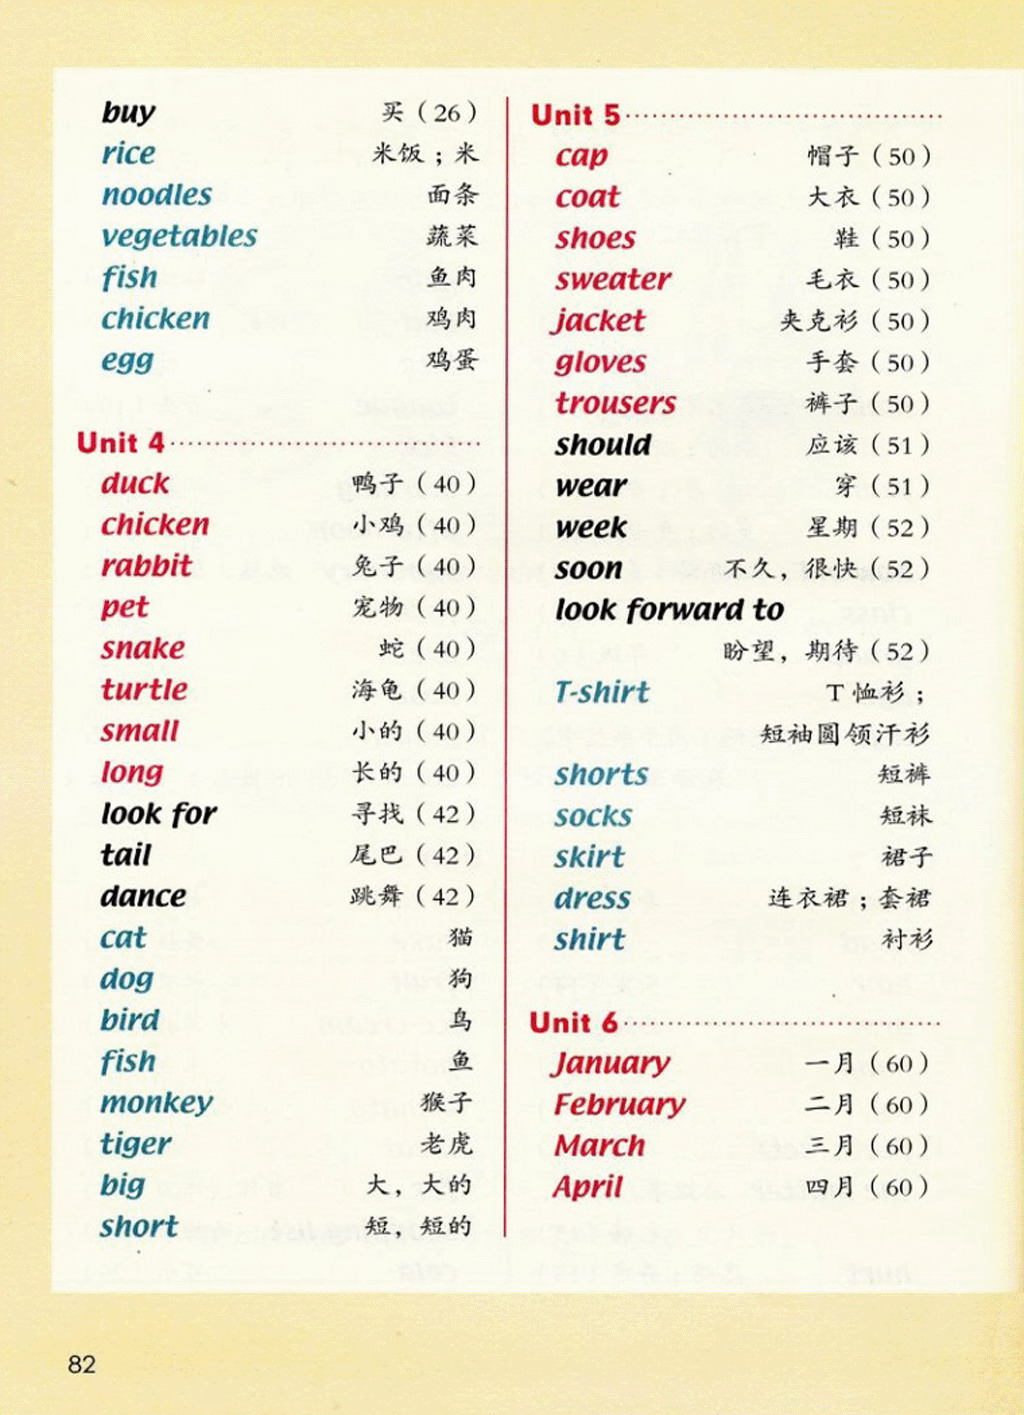 buy 买（26）
rice 米饭；米
noodles 面条
vegetables 蔬菜
fish 鱼肉
chicken 鸡肉
egg 鸡蛋
Unit 4
duck 鸭子（40）
chicken 小鸡（40）
rabbit 兔子（40）
pet 宠物（40）
snake 蛇（40）
turtle 海龟（40）
small 小的（40）
long 长的（40）
look for 寻找（42）
tail 尾巴（42）
dance 跳舞（42）
cat 猫
dog 狗
bird 鸟
fish 鱼
monkey 猴子
tiger 老虎
big 大，大的
short 短，短的
Unit 5
cap 帽子（50）
coat 大衣（50）
shoes 鞋（50）
sweater 毛衣（50）
jacket 夹克衫（50）
gloves 手套（50）
trousers 裤子（50）
should 应该（51）
wear 穿（51）
week 星期（52）
soon 不久，很快（52）
look forward to
盼望，期待（52）
T-shirt T恤衫；
短袖圆领汗衫
shorts 短裤
socks 短袜
skirt 裙子
dress 连衣裙；套裙
shirt 衬衫
Unit 6
January 一月（60）
February 二月（60）
March 三月（60）
April 四月（60）
82